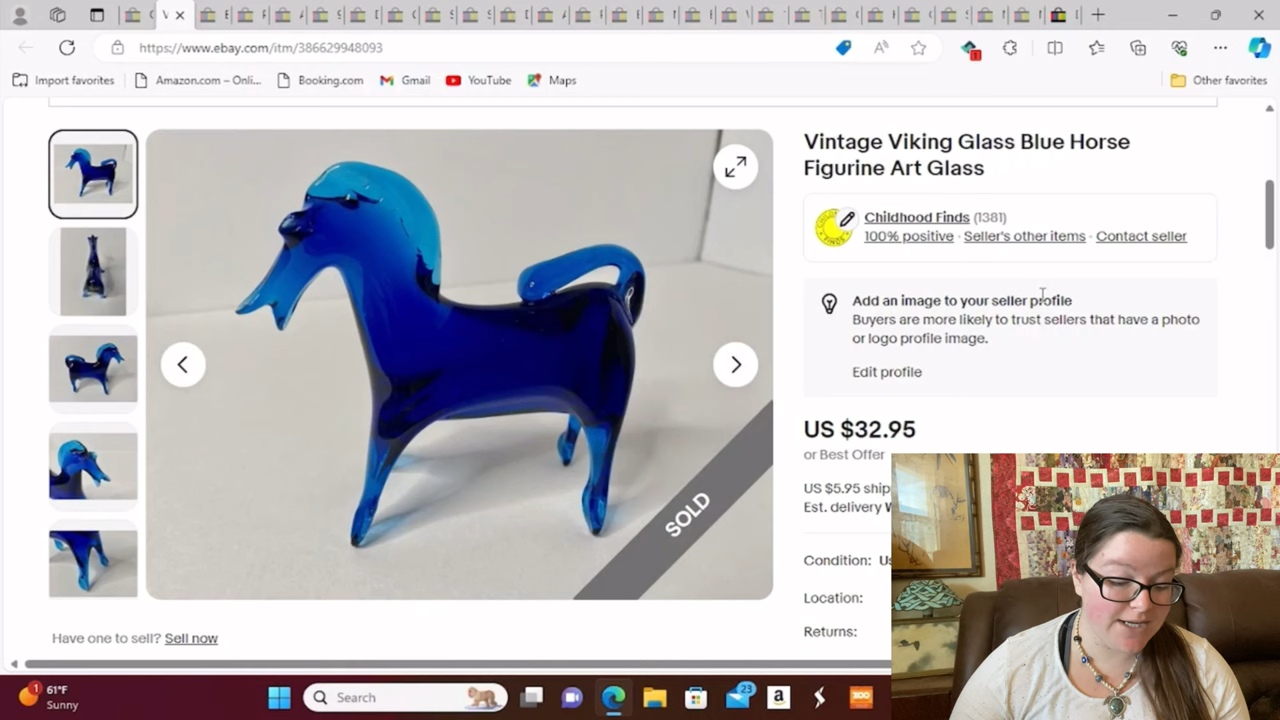 https://www.ebay.com/itm/386629948093
Import favorites
Amazon.com – Onli...
Booking.com
Gmail
YouTube
Maps
Other favorites
Vintage Viking Glass Blue Horse
Figurine Art Glass
Childhood Finds (1381)
100% positive · Seller's other items · Contact seller
Add an image to your seller profile
Buyers are more likely to trust sellers that have a photo
or logo profile image.
Edit profile
US $32.95
or Best Offer
US $5.95 ship
Est. delivery W
Condition: Us
Location:
Returns:
SOLD
Have one to sell? Sell now
1
61°F
Sunny
Search
23